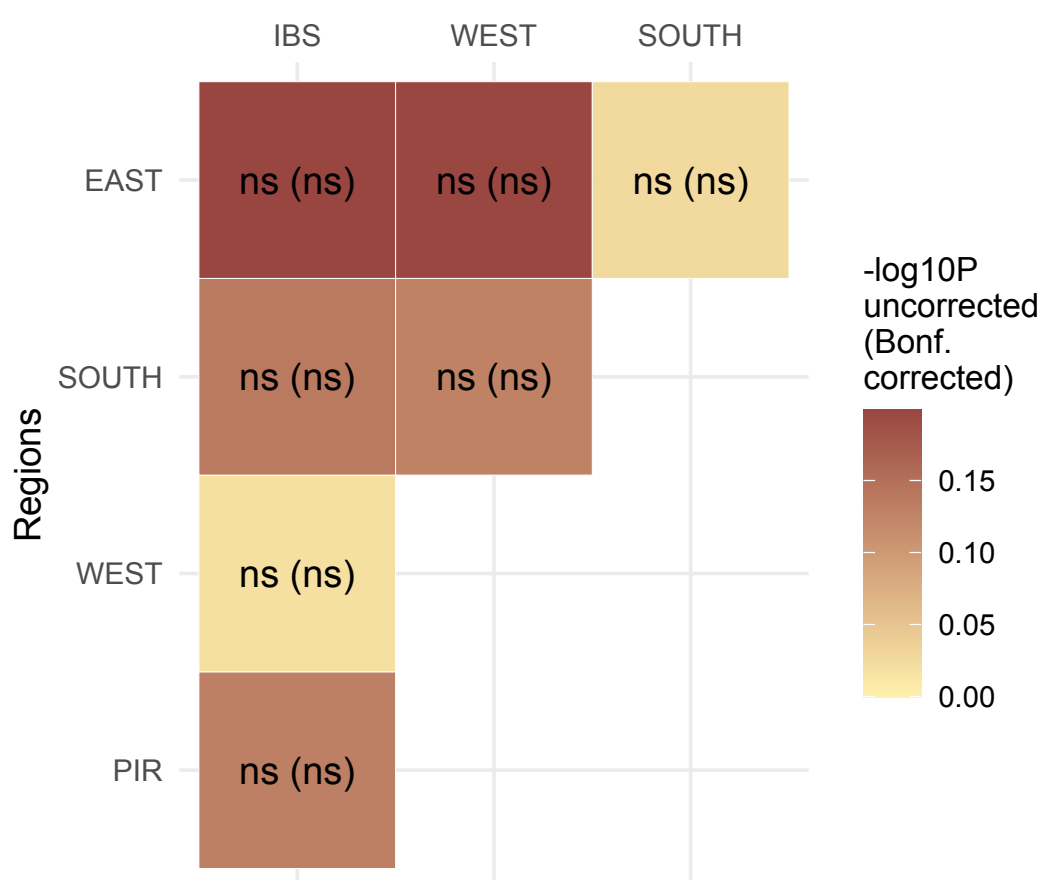 IBS WEST SOUTH
EAST ns (ns) ns (ns) ns (ns)
SOUTH ns (ns) ns (ns)
WEST ns (ns)
PIR ns (ns)
Regions
-log10P
uncorrected
(Bonf.
corrected)
0.15
0.10
0.05
0.00